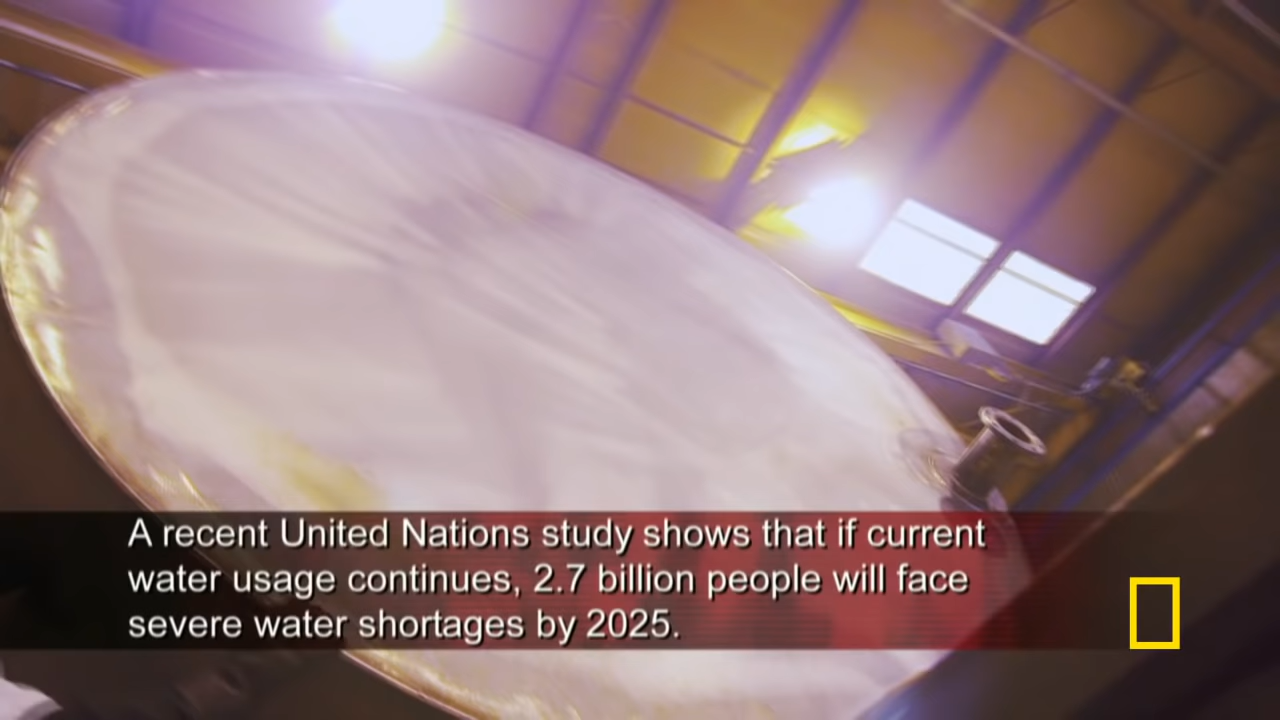 A recent United Nations study shows that if current
water usage continues, 2.7 billion people will face
severe water shortages by 2025.